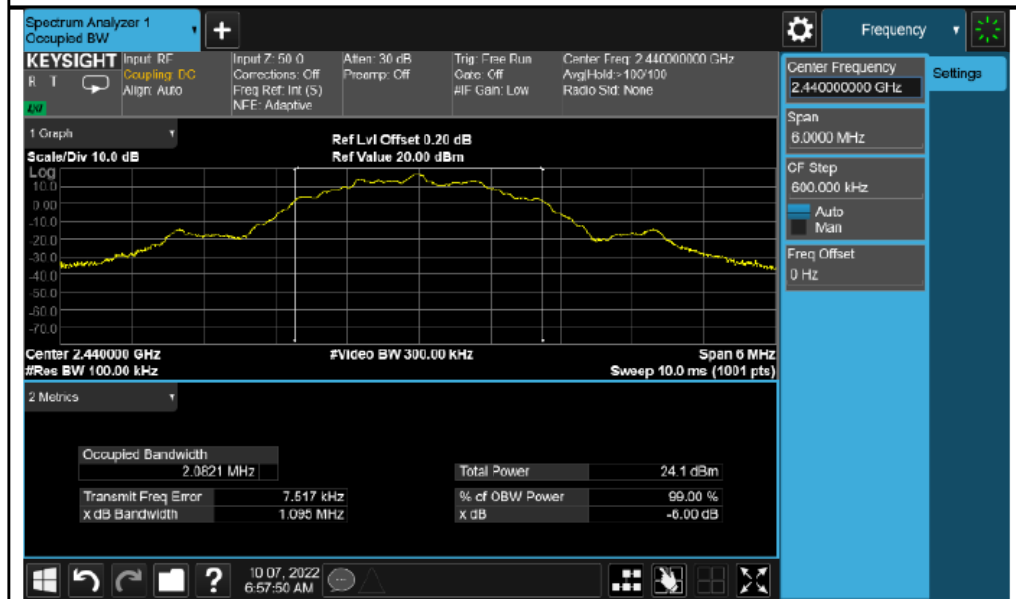 Spectrum Analyzer 1
Occupied BW
+
Frequency
KEYSIGHT Input: RF
R T
Coupling: DC
Align: Auto
LXI
Input Z: 50 Ω
Corrections: Off
Freq Ref: Int (S)
NFE: Adaptive
Atten: 30 dB
Preamp: Off
Trig: Free Run
Gate: Off
#IF Gain: Low
Center Freq: 2.440000000 GHz
Avg|Hold:>100/100
Radio Std: None
Center Frequency
2.440000000 GHz
Settings
Span
6.0000 MHz
CF Step
600.000 kHz
Auto
Man
Freq Offset
0 Hz
1 Graph
Ref Lvl Offset 0.20 dB
Scale/Div 10.0 dB
Ref Value 20.00 dBm
Log
10.0
0.00
-10.0
-20.0
-30.0
-40.0
-50.0
-60.0
-70.0
Center 2.440000 GHz
#Video BW 300.00 kHz
Span 6 MHz
#Res BW 100.00 kHz
Sweep 10.0 ms (1001 pts)
2 Metrics
Occupied Bandwidth
2.0821 MHz
Total Power 24.1 dBm
Transmit Freq Error 7.517 kHz
% of OBW Power 99.00 %
x dB Bandwidth 1.095 MHz
x dB -6.00 dB
?
10 07, 2022
6:57:50 AM